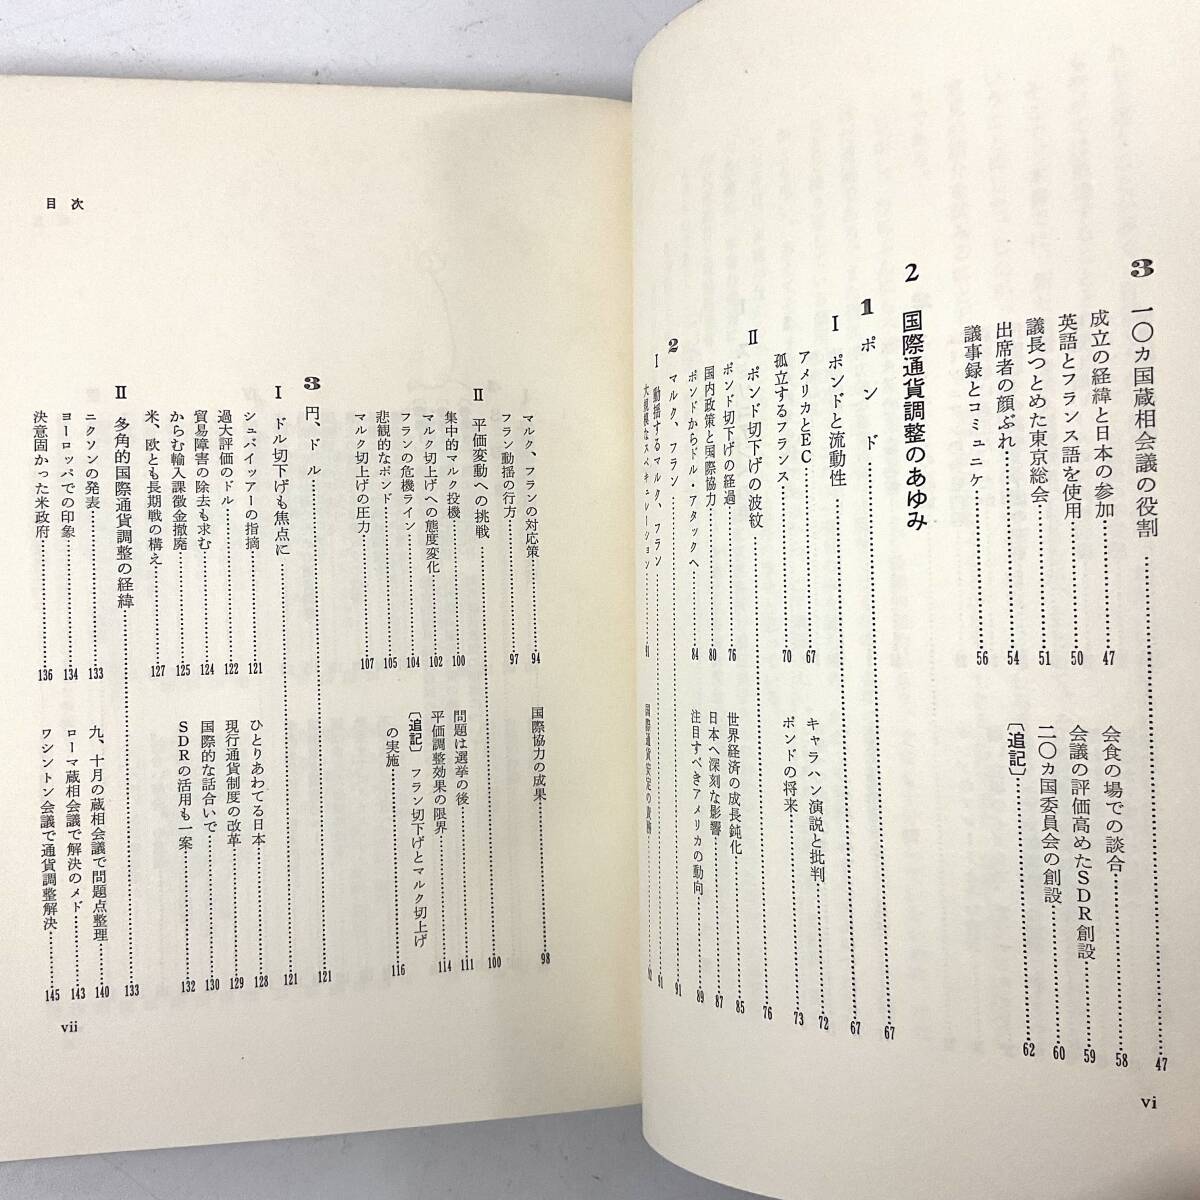 3 一〇カ国蔵相会議の役割……47
成立の経緯と日本の参加……47
英語とフランス語を使用……50
議長つとめた東京総会……51
出席者の顔ぶれ……54
議事録とコミュニケ……56
会食の場での談合……58
会議の評価高めたSDR創設……59
二〇カ国委員会の創設……60
〔追記〕……62
2 国際通貨調整のあゆみ
1 ポンド……67
I ポンドと流動性……67
アメリカとEC……67
孤立するフランス……70
キャラハン演説と批判……72
ポンドの将来……73
II ポンド切下げの波紋……76
ポンド切下げの経過……76
国内政策と国際協力……80
ポンドからドル・アタックへ……84
世界経済の成長鈍化……85
日本へ深刻な影響……87
注目すべきアメリカの動向……89
2 マルク、フラン……91
I 動揺するマルク、フラン……91
大規模なスペキュレーション……91
国際通貨安定の
vi
マルク、フランの対応策……94
フラン動揺の行方……97
国際協力の成果……98
II 平価変動への挑戦……100
集中的マルク投機……100
マルク切上げへの態度変化……102
フランの危機ライン……104
悲観的なポンド……105
マルク切上げの圧力……107
問題は選挙の後……111
平価調整効果の限界……114
〔追記〕フラン切下げとマルク切上げ
の実施……116
3 円、ドル……121
I ドル切下げも焦点に……121
シュバイツアーの指摘……121
過大評価のドル……122
貿易障害の除去も求む……124
からむ輸入課徴金撤廃……125
米、欧とも長期戦の構え……127
ひとりあわてる日本……128
現行通貨制度の改革……129
国際的な話合いで……130
SDRの活用も一案……132
II 多角的国際通貨調整の経緯……133
ニクソンの発表……133
ヨーロッパでの印象……134
決意固かった米政府……136
九、十月の蔵相会議で問題点整理……140
ローマ蔵相会議で解決のメド……143
ワシントン会議で通貨調整解決……145
目次
vii